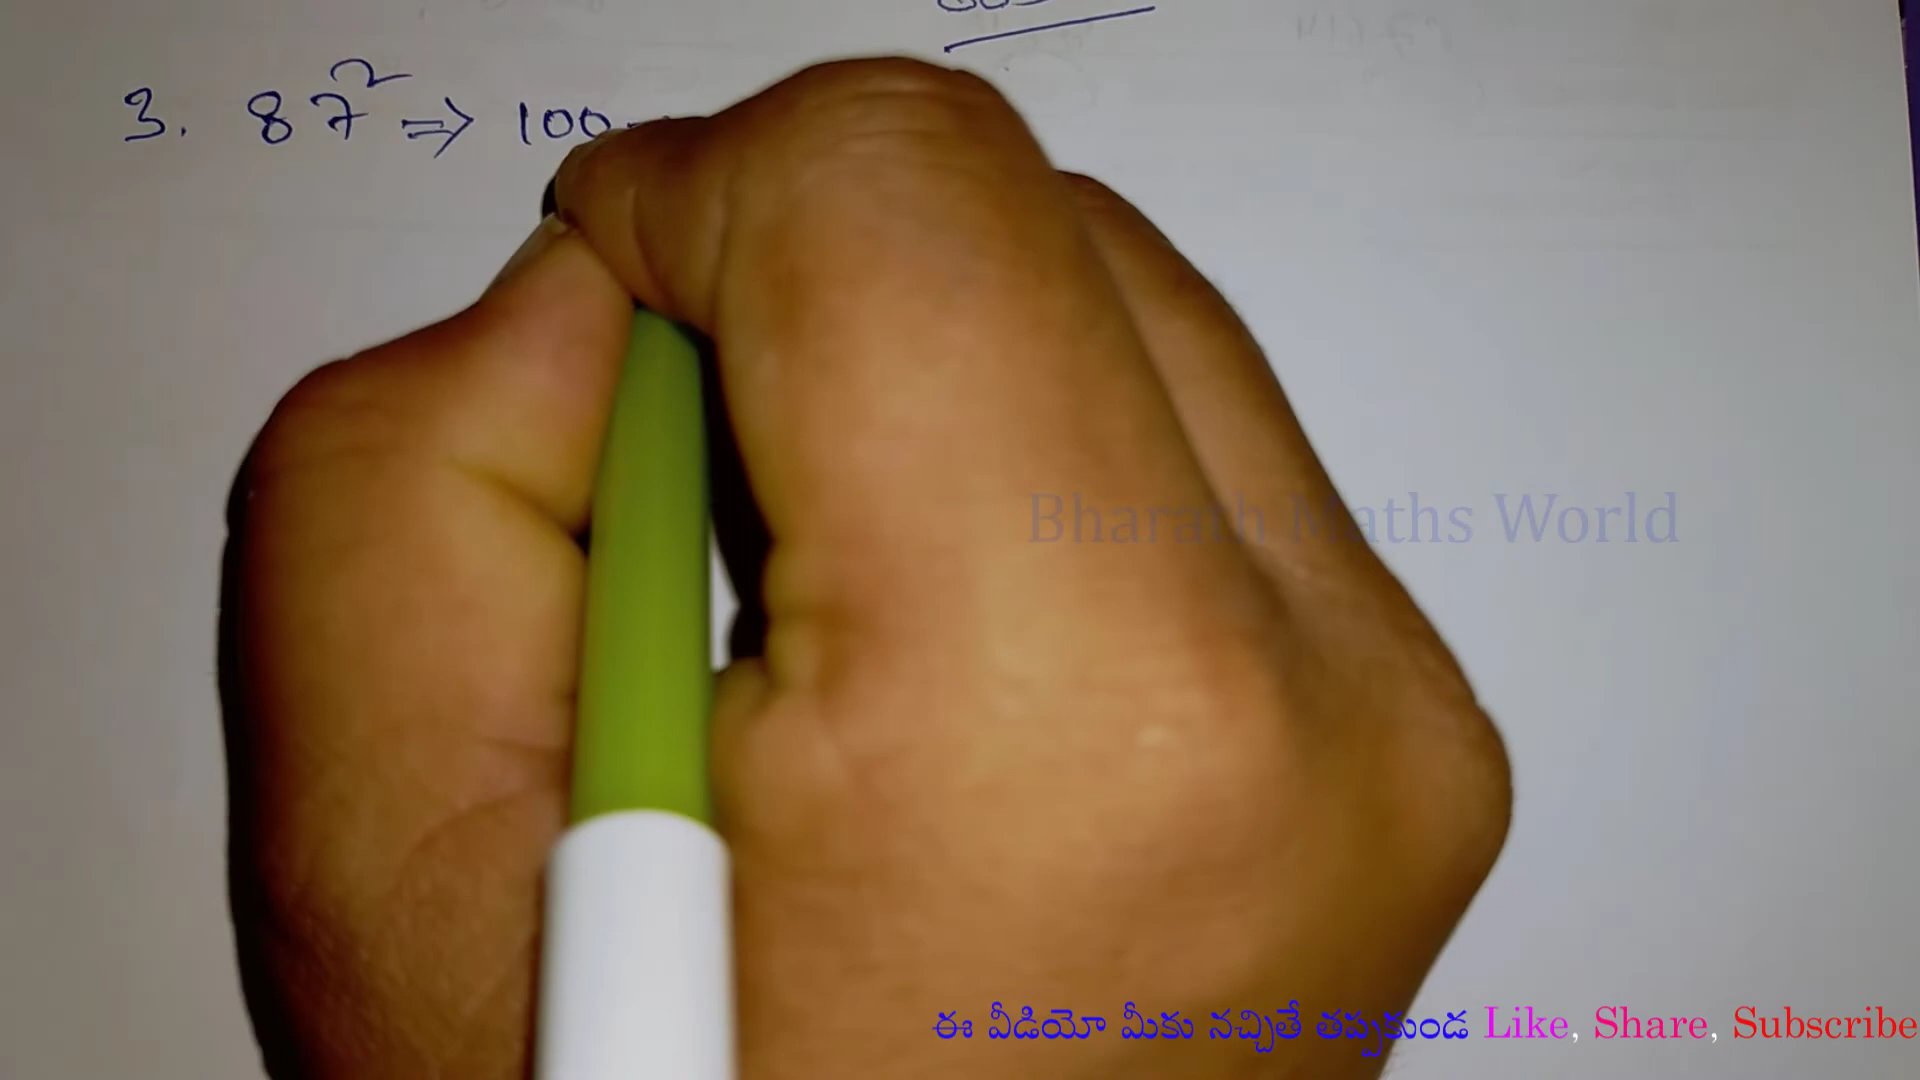 3. 87² ⇒ 100-
Bharath Maths World
ఈ వీడియో మీకు నచ్చితే తప్పకుండ Like, Share, Subscribe